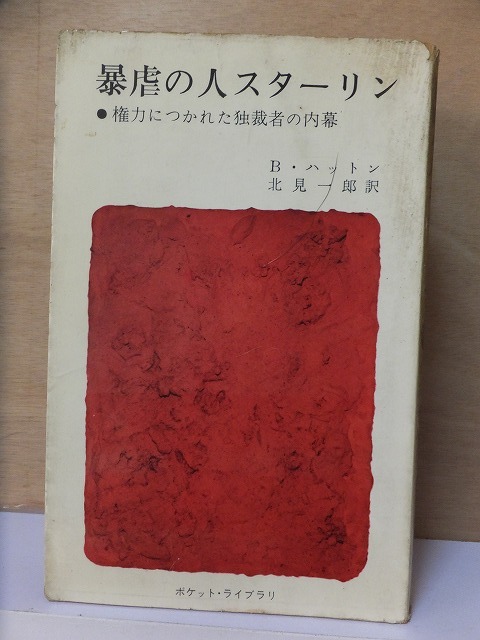 暴虐の人スターリン
●権力につかれた独裁者の内幕
B・ハットン
北見一郎訳
ポケット・ライブラリ